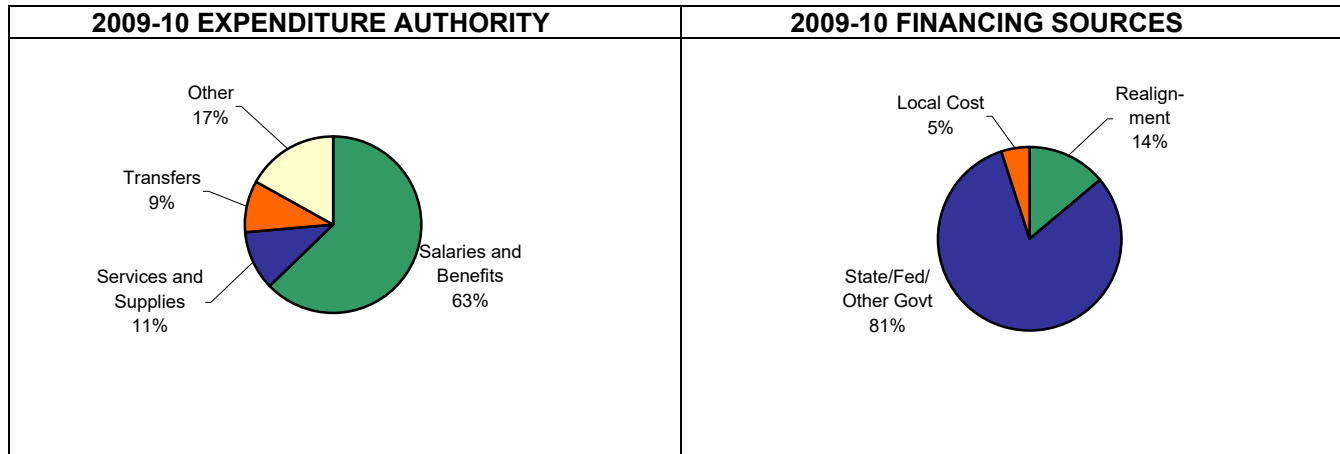 2009-10 EXPENDITURE AUTHORITY
Other
17%
Transfers
9%
Services and
Supplies
11%
Salaries and
Benefits
63%
2009-10 FINANCING SOURCES
Local Cost
5%
Realign-
ment
14%
State/Fed/
Other Govt
81%